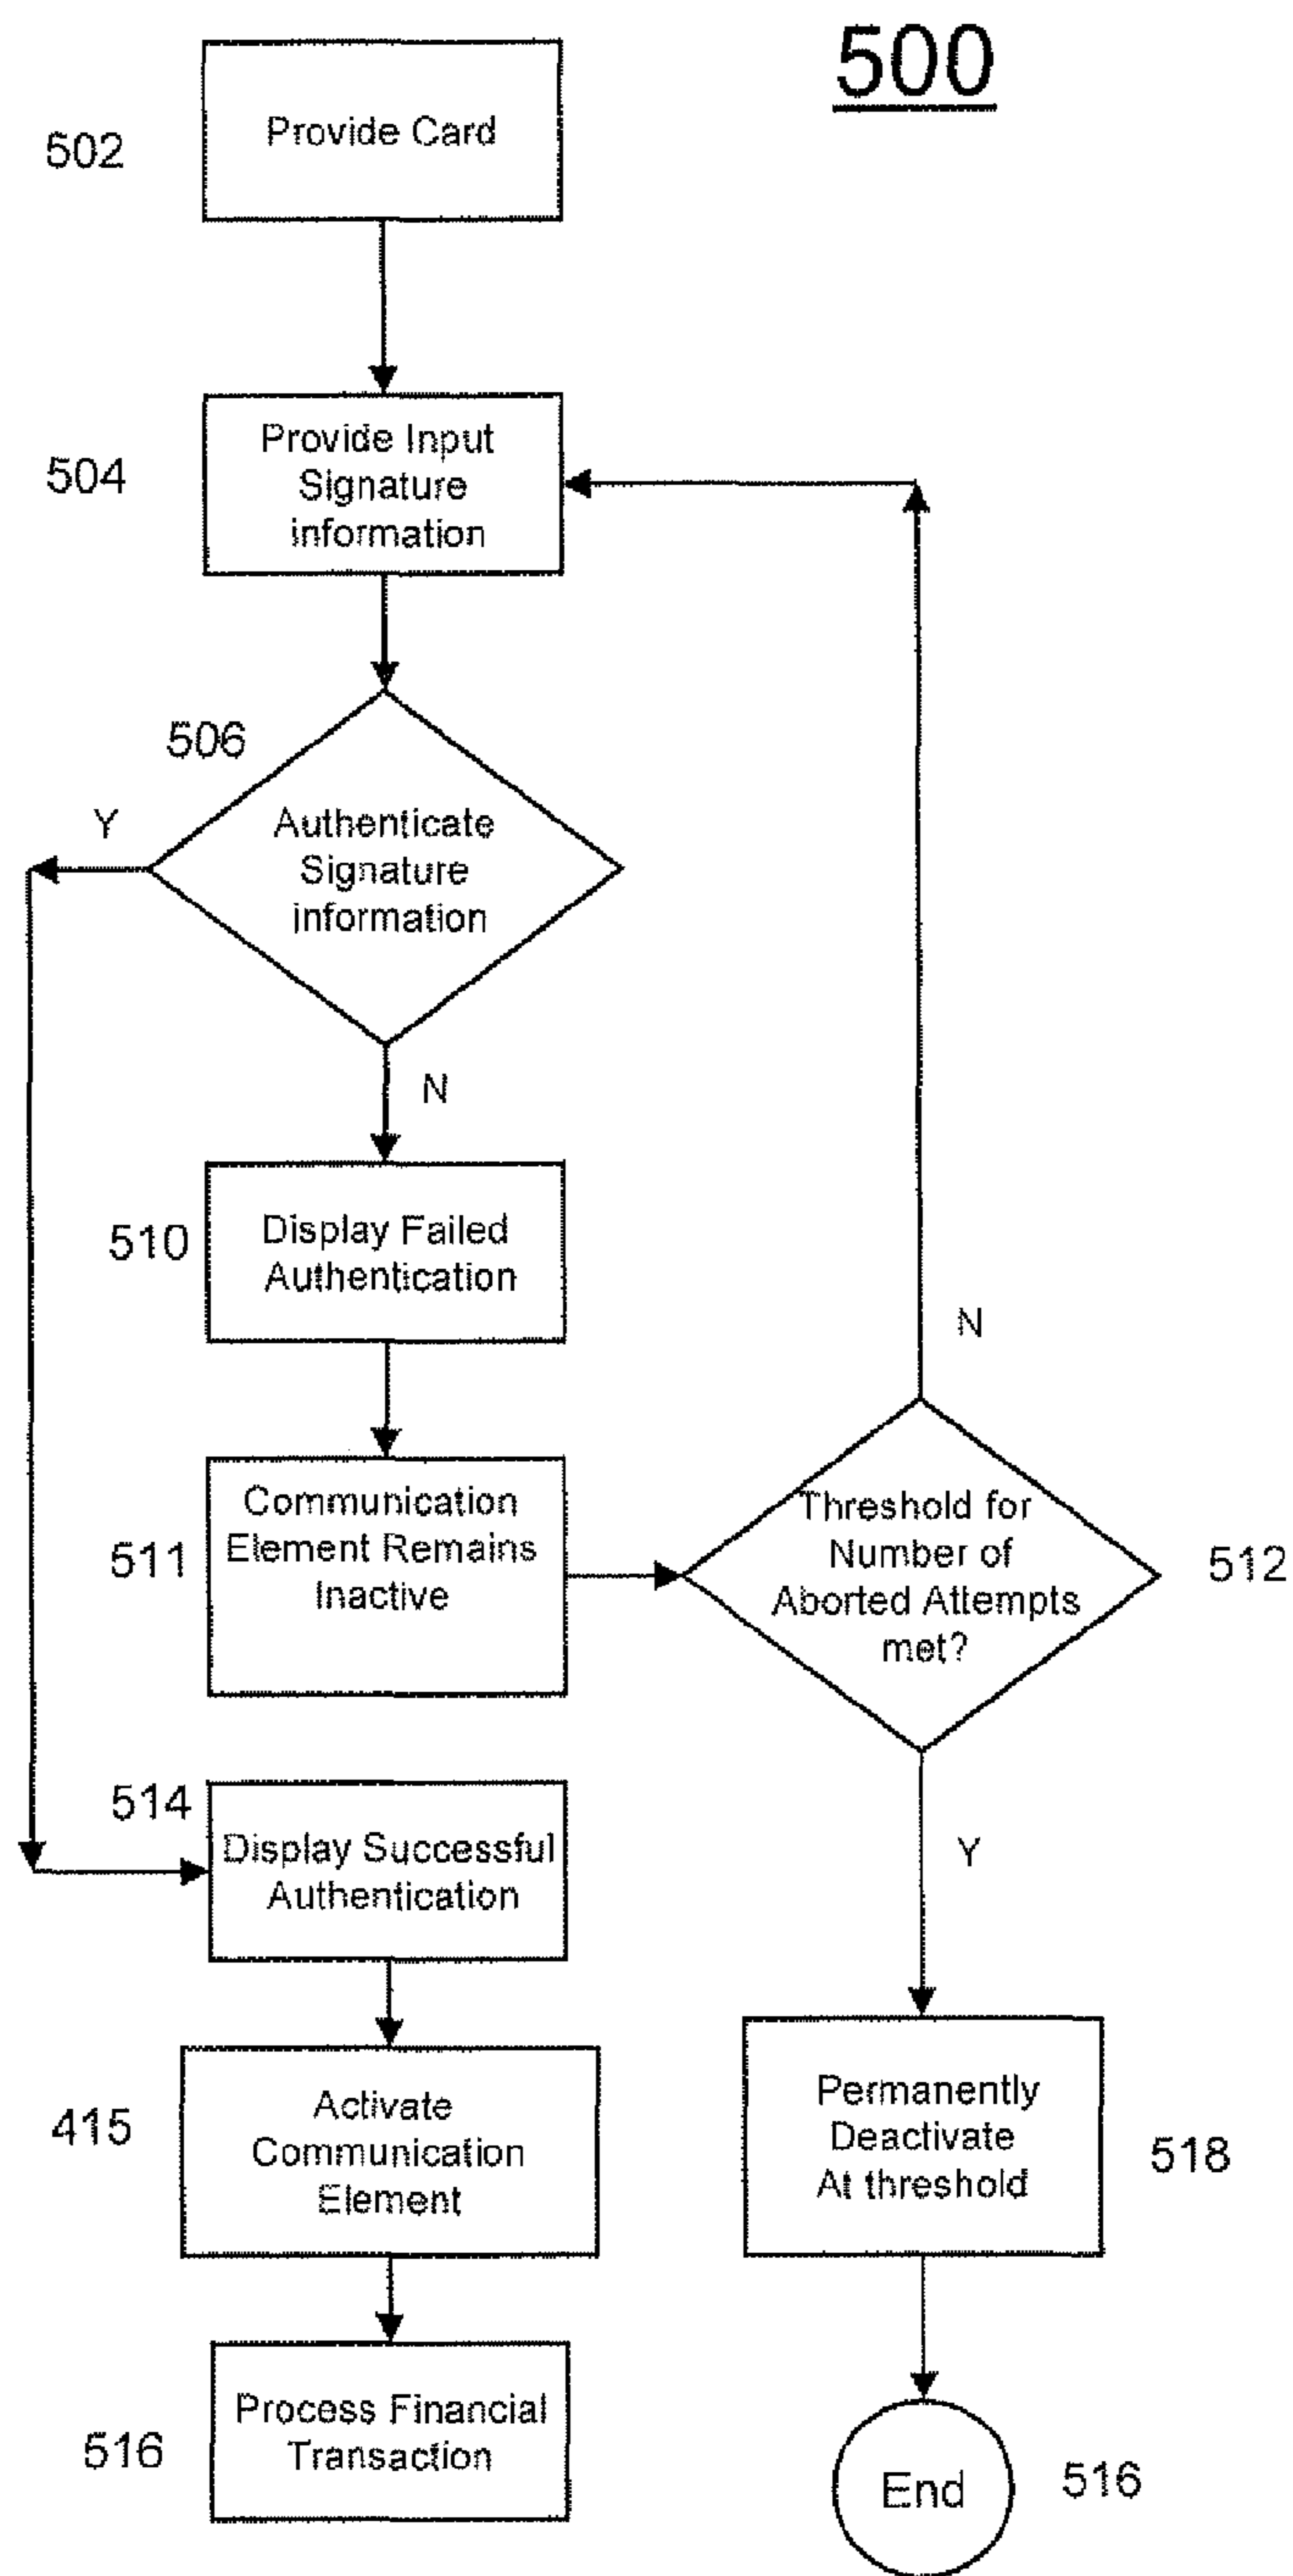 500
502
Provide Card
504
Provide Input
Signature
information
506
Y
Authenticate
Signature
information
N
510
Display Failed
Authentication
N
511
Communication
Element Remains
Inactive
Threshold for
Number of
Aborted Attempts
met?
512
514
Display Successful
Authentication
Y
415
Activate
Communication
Element
Permanently
Deactivate
At threshold
518
516
Process Financial
Transaction
End
516